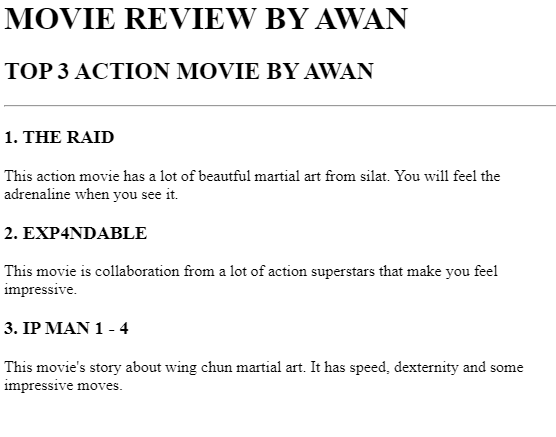 MOVIE REVIEW BY AWAN
TOP 3 ACTION MOVIE BY AWAN
1. THE RAID
This action movie has a lot of beautful martial art from silat. You will feel the
adrenaline when you see it.
2. EXP4NDABLE
This movie is collaboration from a lot of action superstars that make you feel
impressive.
3. IP MAN 1 - 4
This movie's story about wing chun martial art. It has speed, dexternity and some
impressive moves.